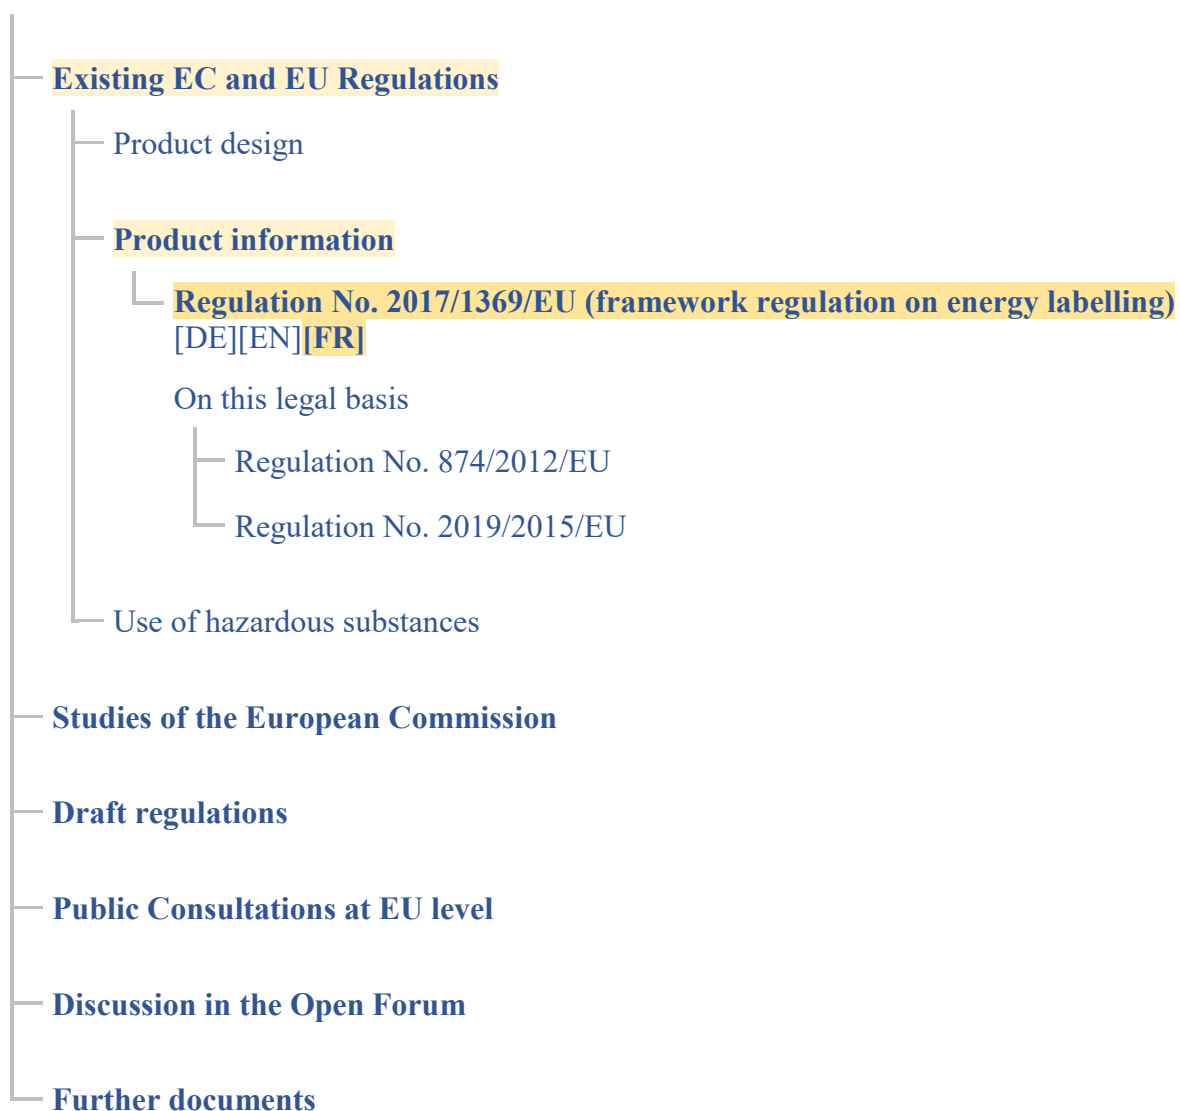 Existing EC and EU Regulations
Product design
Product information
Regulation No. 2017/1369/EU (framework regulation on energy labelling)
[DE][EN][FR]
On this legal basis
Regulation No. 874/2012/EU
Regulation No. 2019/2015/EU
Use of hazardous substances
Studies of the European Commission
Draft regulations
Public Consultations at EU level
Discussion in the Open Forum
Further documents